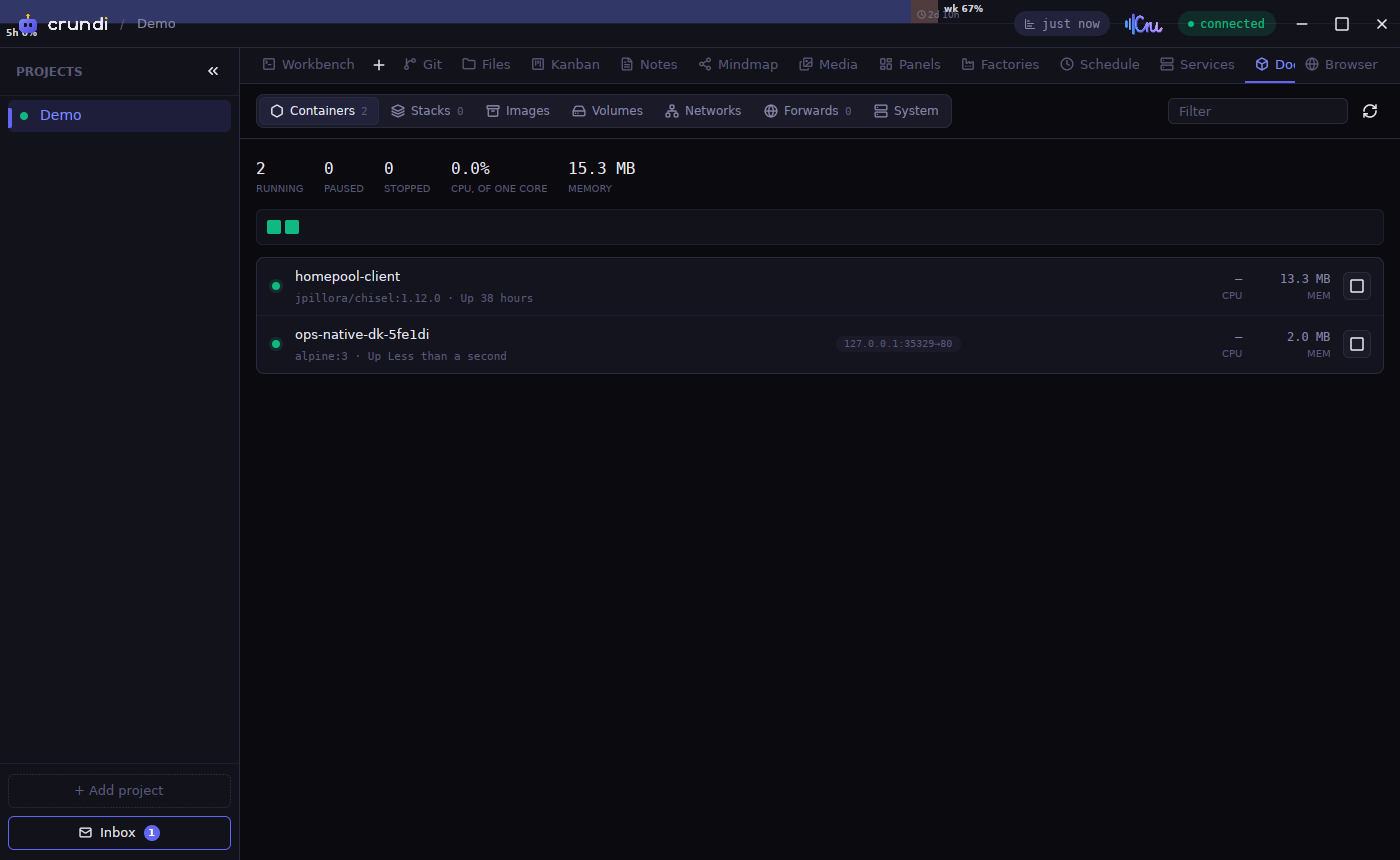 wk 67%
2d 10h
5h 0%
crundi / Demo
just now
Cru
connected
PROJECTS
Demo
+ Add project
Inbox 1
Workbench + Git Files Kanban Notes Mindmap Media Panels Factories Schedule Services Doc Browser
Containers 2 Stacks 0 Images Volumes Networks Forwards 0 System
Filter
2 0 0 0.0% 15.3 MB
RUNNING PAUSED STOPPED CPU, OF ONE CORE MEMORY
homepool-client
jpillora/chisel:1.12.0 · Up 38 hours
— 13.3 MB
CPU MEM
ops-native-dk-5fe1di
alpine:3 · Up Less than a second
127.0.0.1:35329→80
— 2.0 MB
CPU MEM